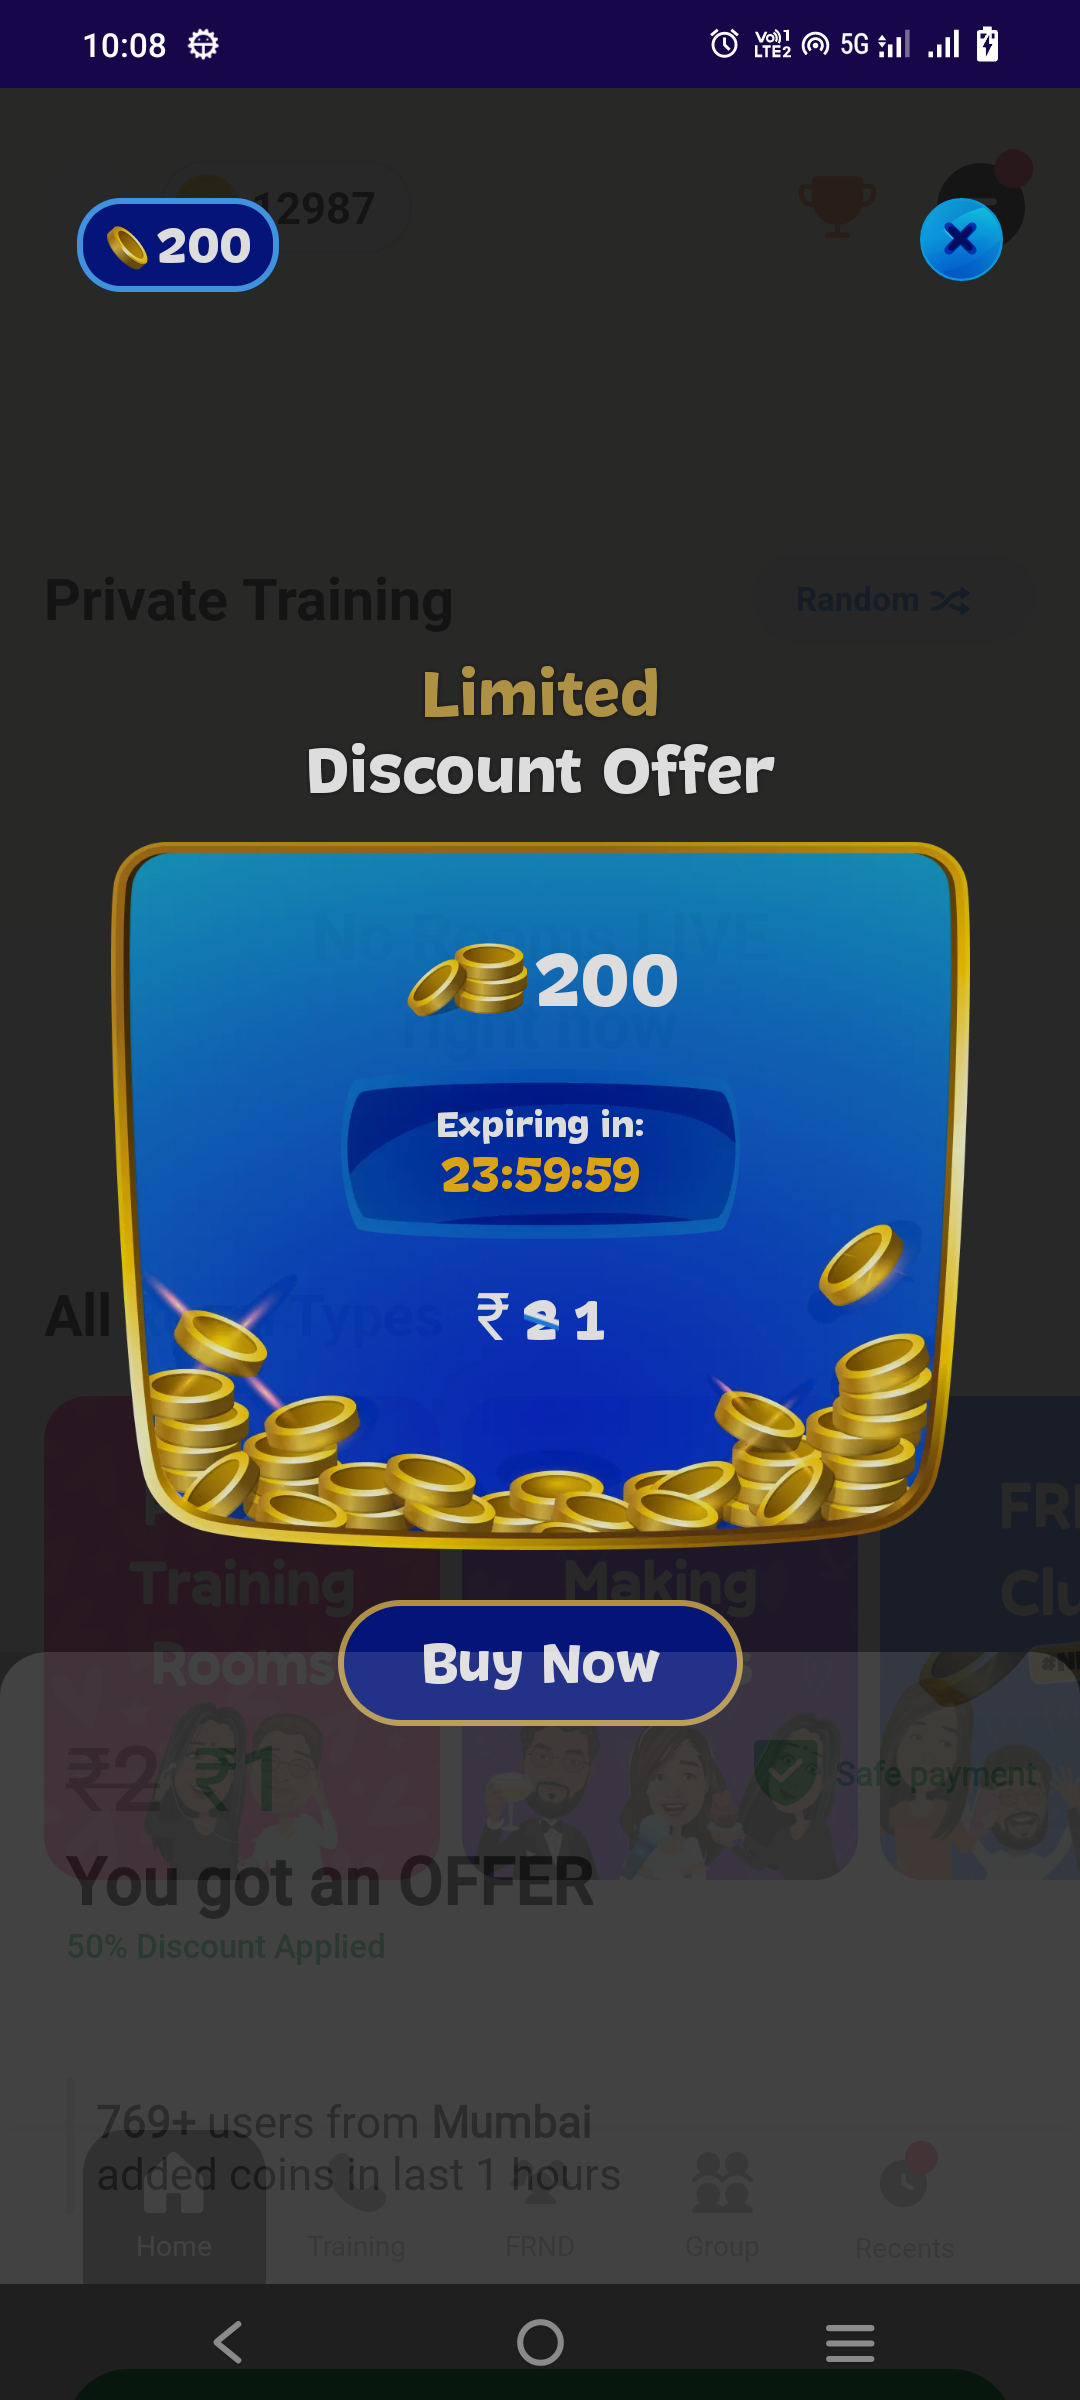 10:08
Vo 1
LTE2
5G
12987
200
Private Training
Random
Limited
Discount Offer
No Rooms LIVE
right now
200
Expiring in:
23:59:59
All Types
₹ 2 1
FR
Training
Making
Clu
Rooms
Buy Now
₹2 ₹1
Safe payment
You got an OFFER
50% Discount Applied
769+ users from Mumbai
added coins in last 1 hours
Home
Training
FRND
Group
Recents